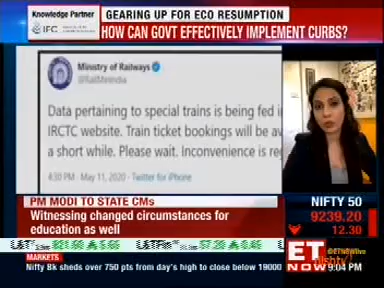 Knowledge Partner
IFC
GEARING UP FOR ECO RESUMPTION
HOW CAN GOVT EFFECTIVELY IMPLEMENT CURBS?
Ministry of Railways
@RailMinIndia
Data pertaining to special trains is being fed
IRCTC website. Train ticket bookings will be
a short while. Please wait. Inconvenience is
4:30 PM · May 11, 2020 · Twitter for iPhone
PM MODI TO STATE CMs
Witnessing changed circumstances for
education as well
NIFTY 50
9239.20
12.30
MARKETS
Nifty Bk sheds over 750 pts from day's high to close below 19000
ET
NOW
9:04 PM